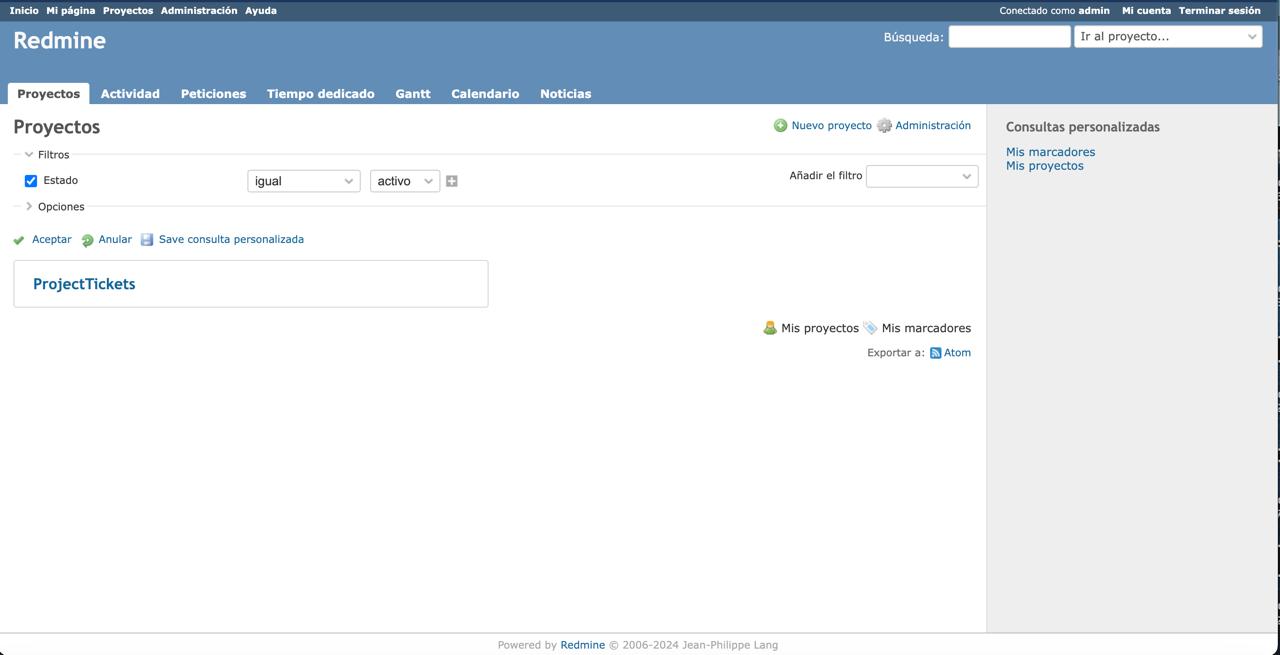 Inicio Mi página Proyectos Administración Ayuda Conectado como admin Mi cuenta Terminar sesión
Redmine
Búsqueda: Ir al proyecto...
Proyectos Actividad Peticiones Tiempo dedicado Gantt Calendario Noticias
Proyectos
Nuevo proyecto Administración
Filtros
Estado igual activo Añadir el filtro
Opciones
Aceptar Anular Save consulta personalizada
ProjectTickets
Mis proyectos Mis marcadores
Exportar a: Atom
Consultas personalizadas
Mis marcadores
Mis proyectos
Powered by Redmine © 2006-2024 Jean-Philippe Lang